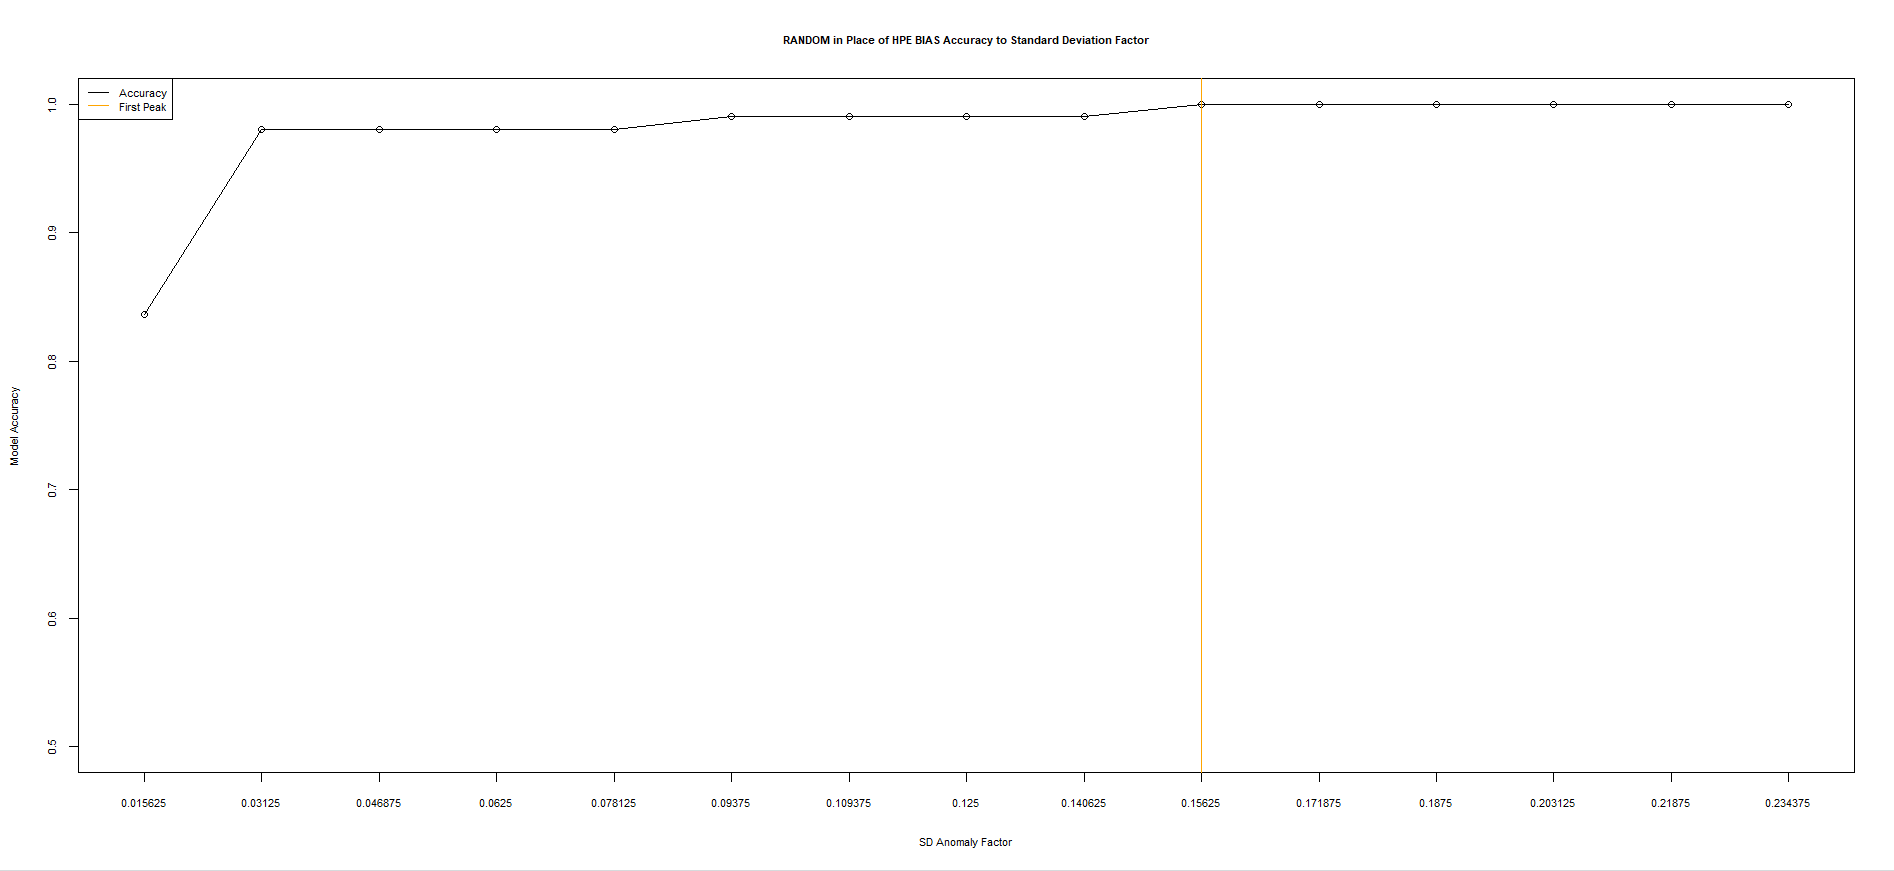 RANDOM in Place of HPE BIAS Accuracy to Standard Deviation Factor
Accuracy
First Peak
1.0
0.9
0.8
0.7
0.6
0.5
Model Accuracy
0.015625 0.03125 0.046875 0.0625 0.078125 0.09375 0.109375 0.125 0.140625 0.15625 0.171875 0.1875 0.203125 0.21875 0.234375
SD Anomaly Factor